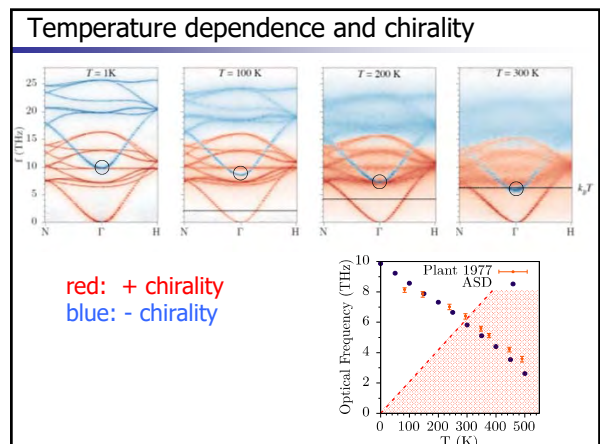 Temperature dependence and chirality
T = 1K
T = 100 K
T = 200 K
T = 300 K
f (THz)
25
20
15
10
5
0
N Γ H
N Γ H
N Γ H
N Γ H
k_BT
red: + chirality
blue: - chirality
Optical Frequency (THz)
10
8
6
4
2
0
Plant 1977
ASD
0 100 200 300 400 500
T (K)